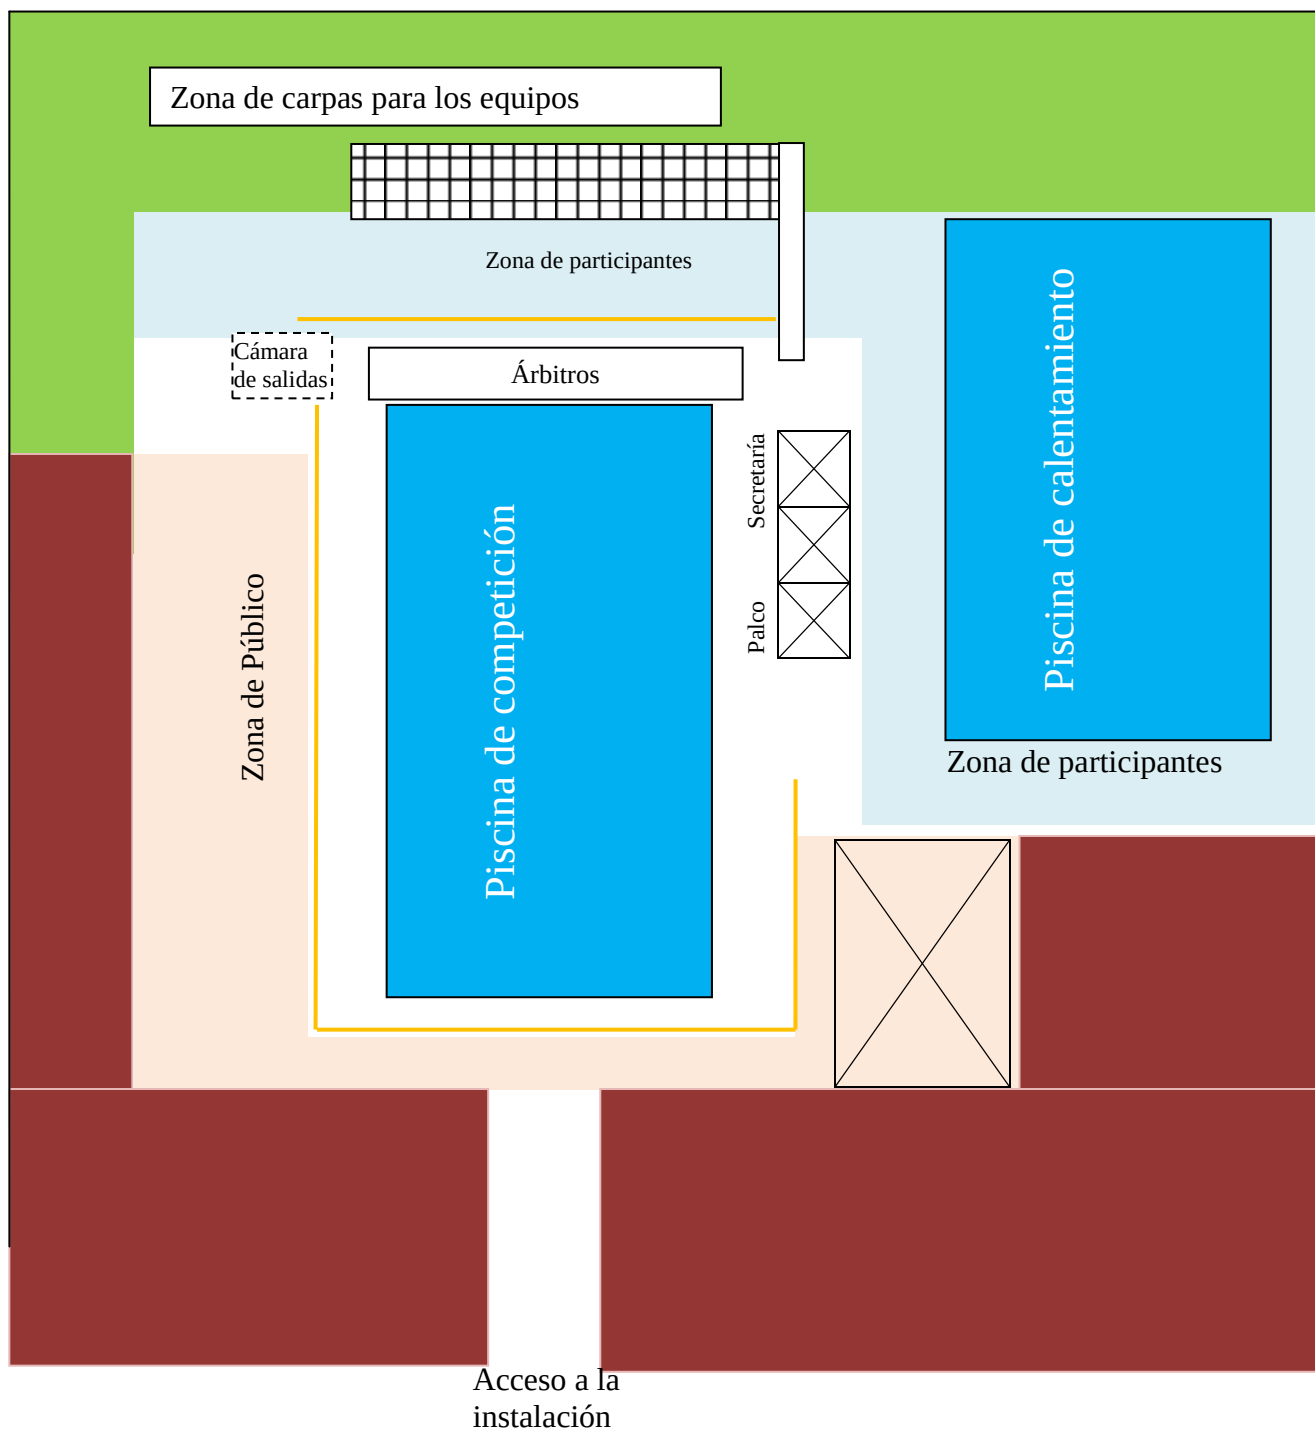 Zona de carpas para los equipos
Zona de participantes
Cámara
de salidas
Árbitros
Secretaría
Palco
Piscina de calentamiento
Piscina de competición
Zona de Público
Zona de participantes
Acceso a la
instalación